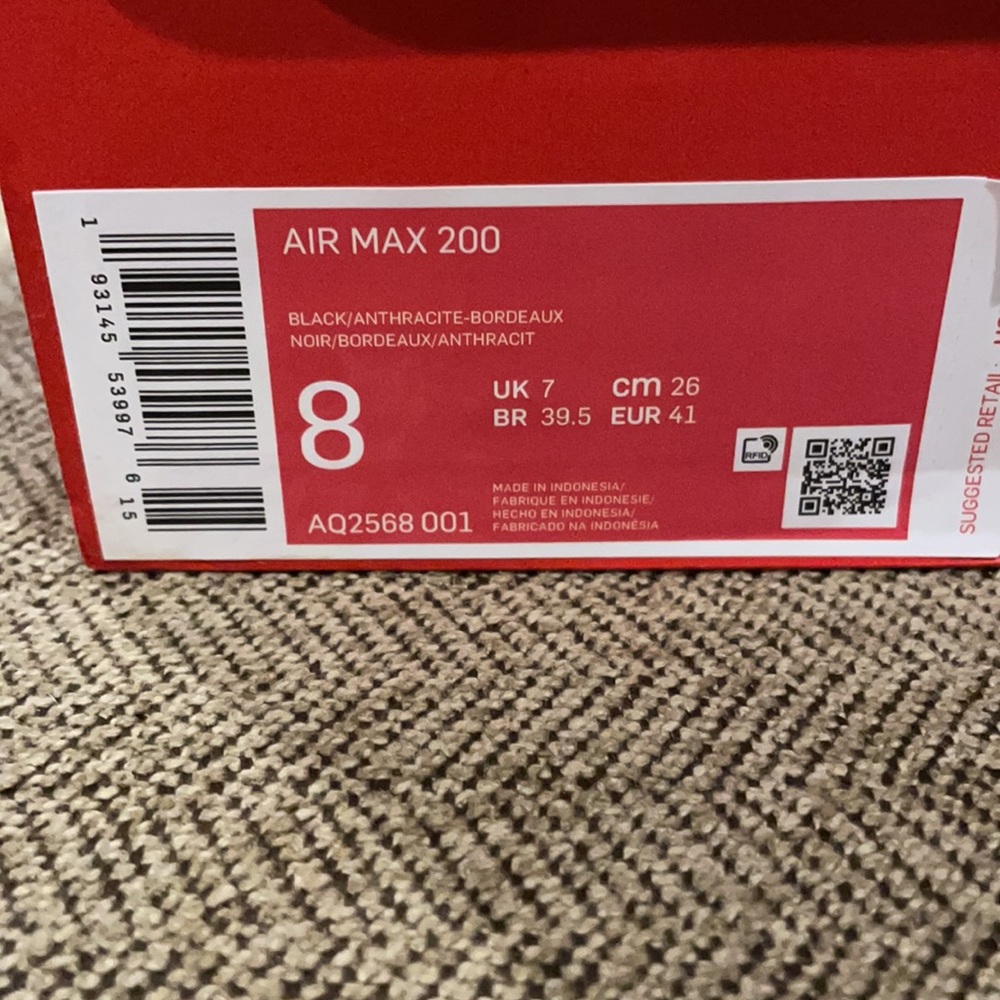 AIR MAX 200
BLACK/ANTHRACITE-BORDEAUX
NOIR/BORDEAUX/ANTHRACIT
8
UK 7 cm 26
BR 39.5 EUR 41
RFID
MADE IN INDONESIA/
FABRIQUE EN INDONESIE/
HECHO EN INDONESIA/
FABRICADO NA INDONÉSIA
AQ2568 001
1 93145 53997 6 15
SUGGESTED RETAIL: